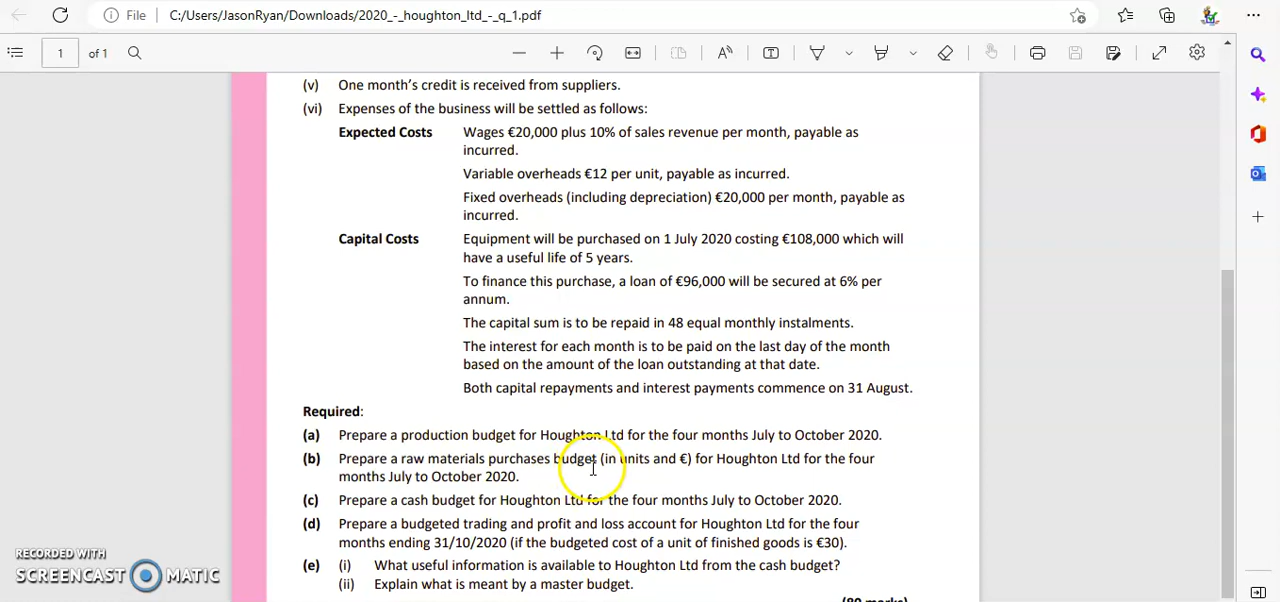 File C:/Users/JasonRyan/Downloads/2020_-_houghton_ltd_-_q_1.pdf
1 of 1
(v) One month's credit is received from suppliers.
(vi) Expenses of the business will be settled as follows:
Expected Costs Wages €20,000 plus 10% of sales revenue per month, payable as
incurred.
Variable overheads €12 per unit, payable as incurred.
Fixed overheads (including depreciation) €20,000 per month, payable as
incurred.
Capital Costs Equipment will be purchased on 1 July 2020 costing €108,000 which will
have a useful life of 5 years.
To finance this purchase, a loan of €96,000 will be secured at 6% per
annum.
The capital sum is to be repaid in 48 equal monthly instalments.
The interest for each month is to be paid on the last day of the month
based on the amount of the loan outstanding at that date.
Both capital repayments and interest payments commence on 31 August.
Required:
(a) Prepare a production budget for Houghton Ltd for the four months July to October 2020.
(b) Prepare a raw materials purchases budget (in units and €) for Houghton Ltd for the four
months July to October 2020.
(c) Prepare a cash budget for Houghton Ltd for the four months July to October 2020.
(d) Prepare a budgeted trading and profit and loss account for Houghton Ltd for the four
months ending 31/10/2020 (if the budgeted cost of a unit of finished goods is €30).
(e) (i) What useful information is available to Houghton Ltd from the cash budget?
(ii) Explain what is meant by a master budget.
(80 marks)
RECORDED WITH
SCREENCAST MATIC